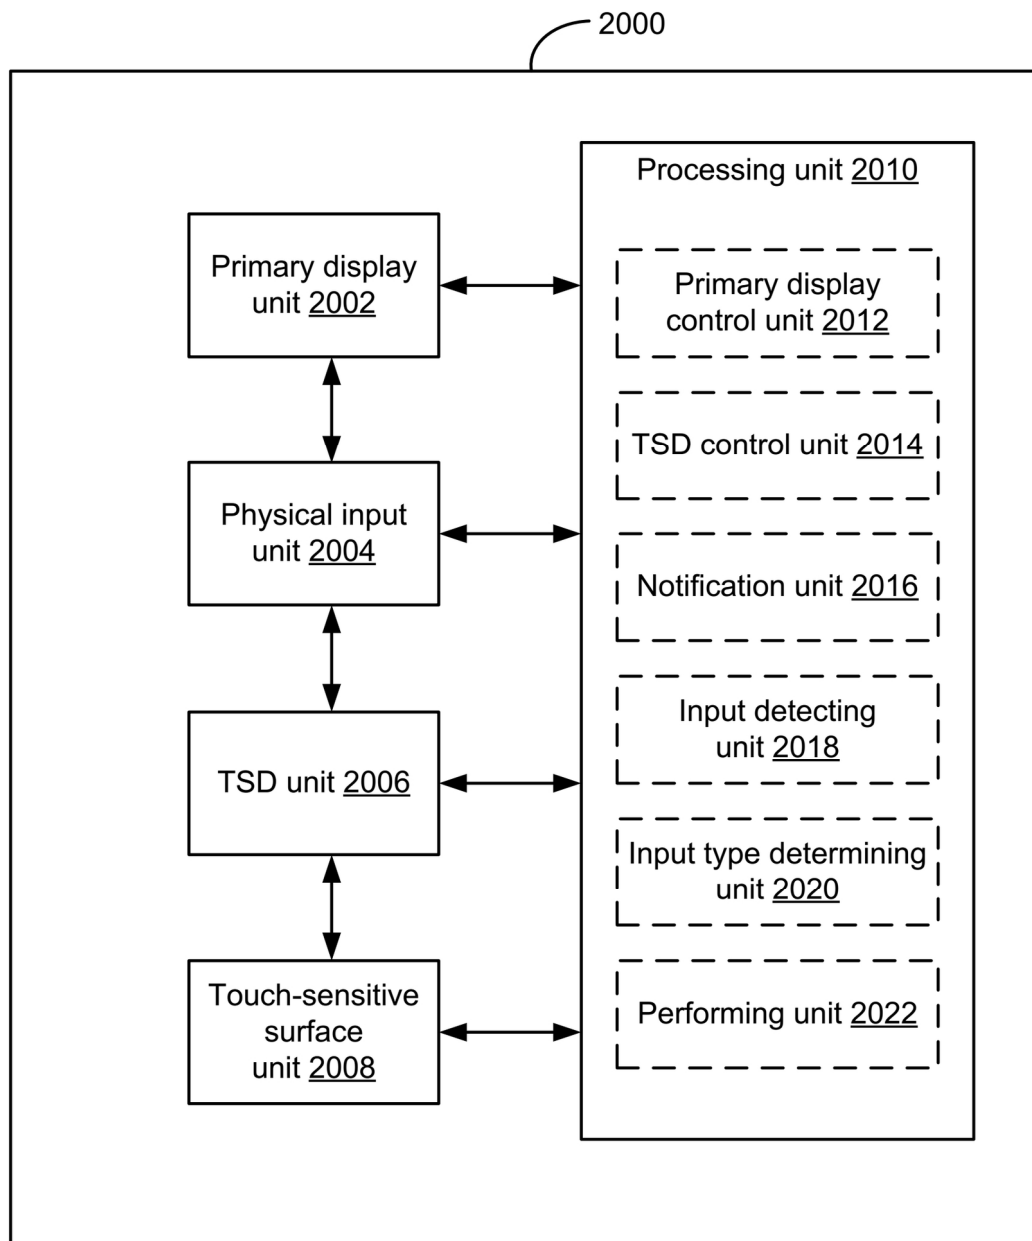 2000
Processing unit 2010
Primary display
unit 2002
Primary display
control unit 2012
TSD control unit 2014
Physical input
unit 2004
Notification unit 2016
Input detecting
unit 2018
TSD unit 2006
Input type determining
unit 2020
Touch-sensitive
surface
unit 2008
Performing unit 2022